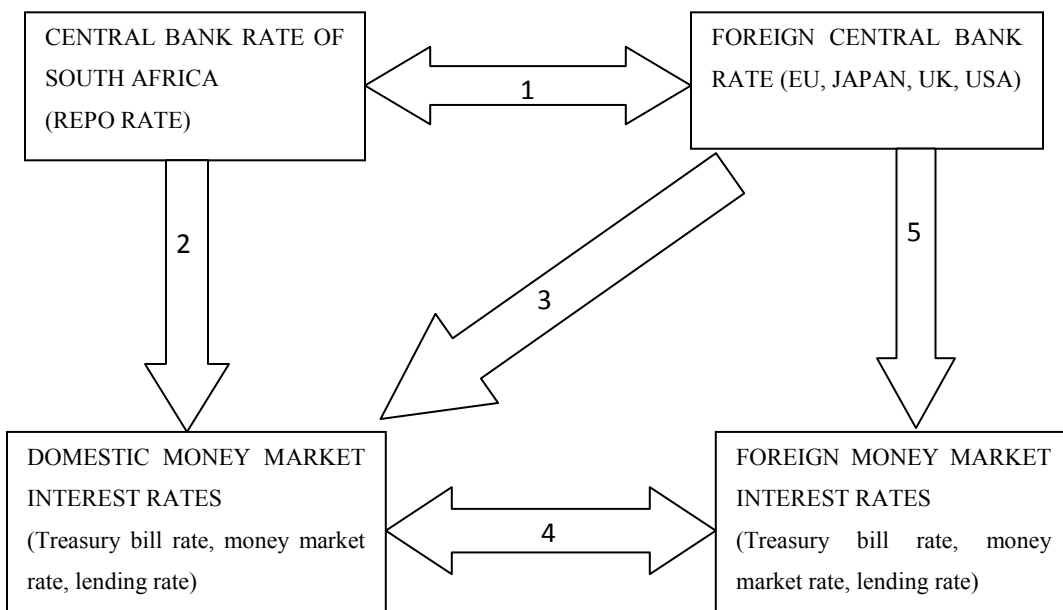 CENTRAL BANK RATE OF
SOUTH AFRICA
(REPO RATE)
FOREIGN CENTRAL BANK
RATE (EU, JAPAN, UK, USA)
1
2
3
5
DOMESTIC MONEY MARKET
INTEREST RATES
(Treasury bill rate, money market
rate, lending rate)
4
FOREIGN MONEY MARKET
INTEREST RATES
(Treasury bill rate, money
market rate, lending rate)